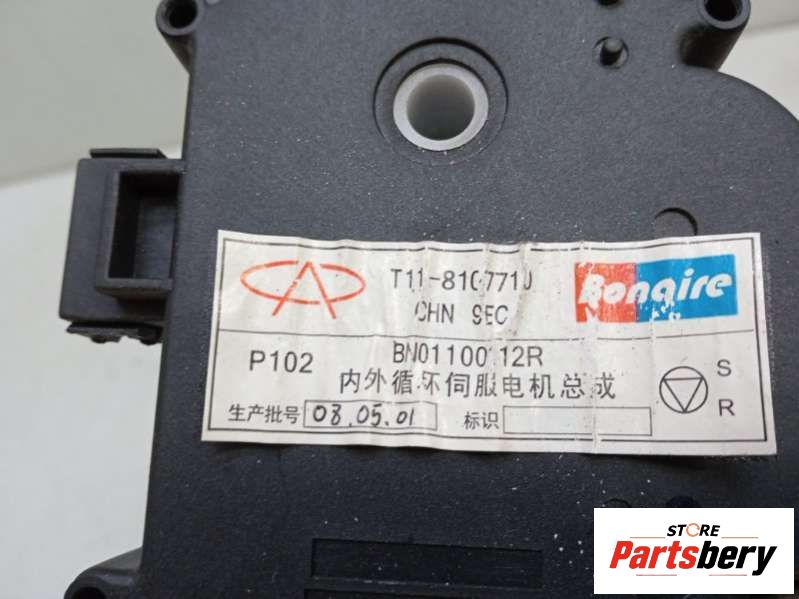 T11-8107710
Bonaire
CHN SEC
P102
BN01100112R
内外循环伺服电机总成
S
R
生产批号 08.05.01
标识
STORE
Partsbery